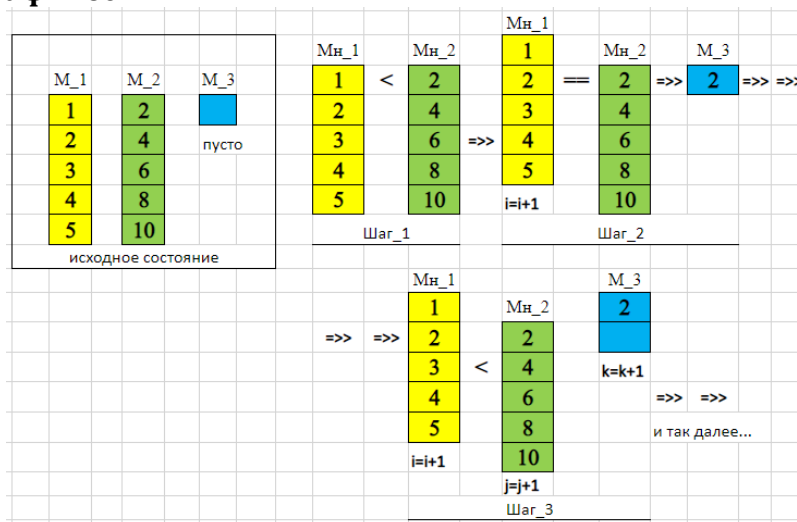 М_1 М_2 М_3
1 2
2 4 пусто
3 6
4 8
5 10
исходное состояние
Мн_1 Мн_2
1 < 2
2 4
3 6 =>>
4 8
5 10
Шаг_1
Мн_1
1 Мн_2 М_3
2 == 2 =>> 2 =>> =>>
3 4
4 6
5 8
i=i+1 10
Шаг_2
Мн_1 М_3
1 Мн_2 2
=>> =>> 2 2
3 < 4 k=k+1
4 6 =>> =>>
5 8 и так далее...
i=i+1 10
j=j+1
Шаг_3